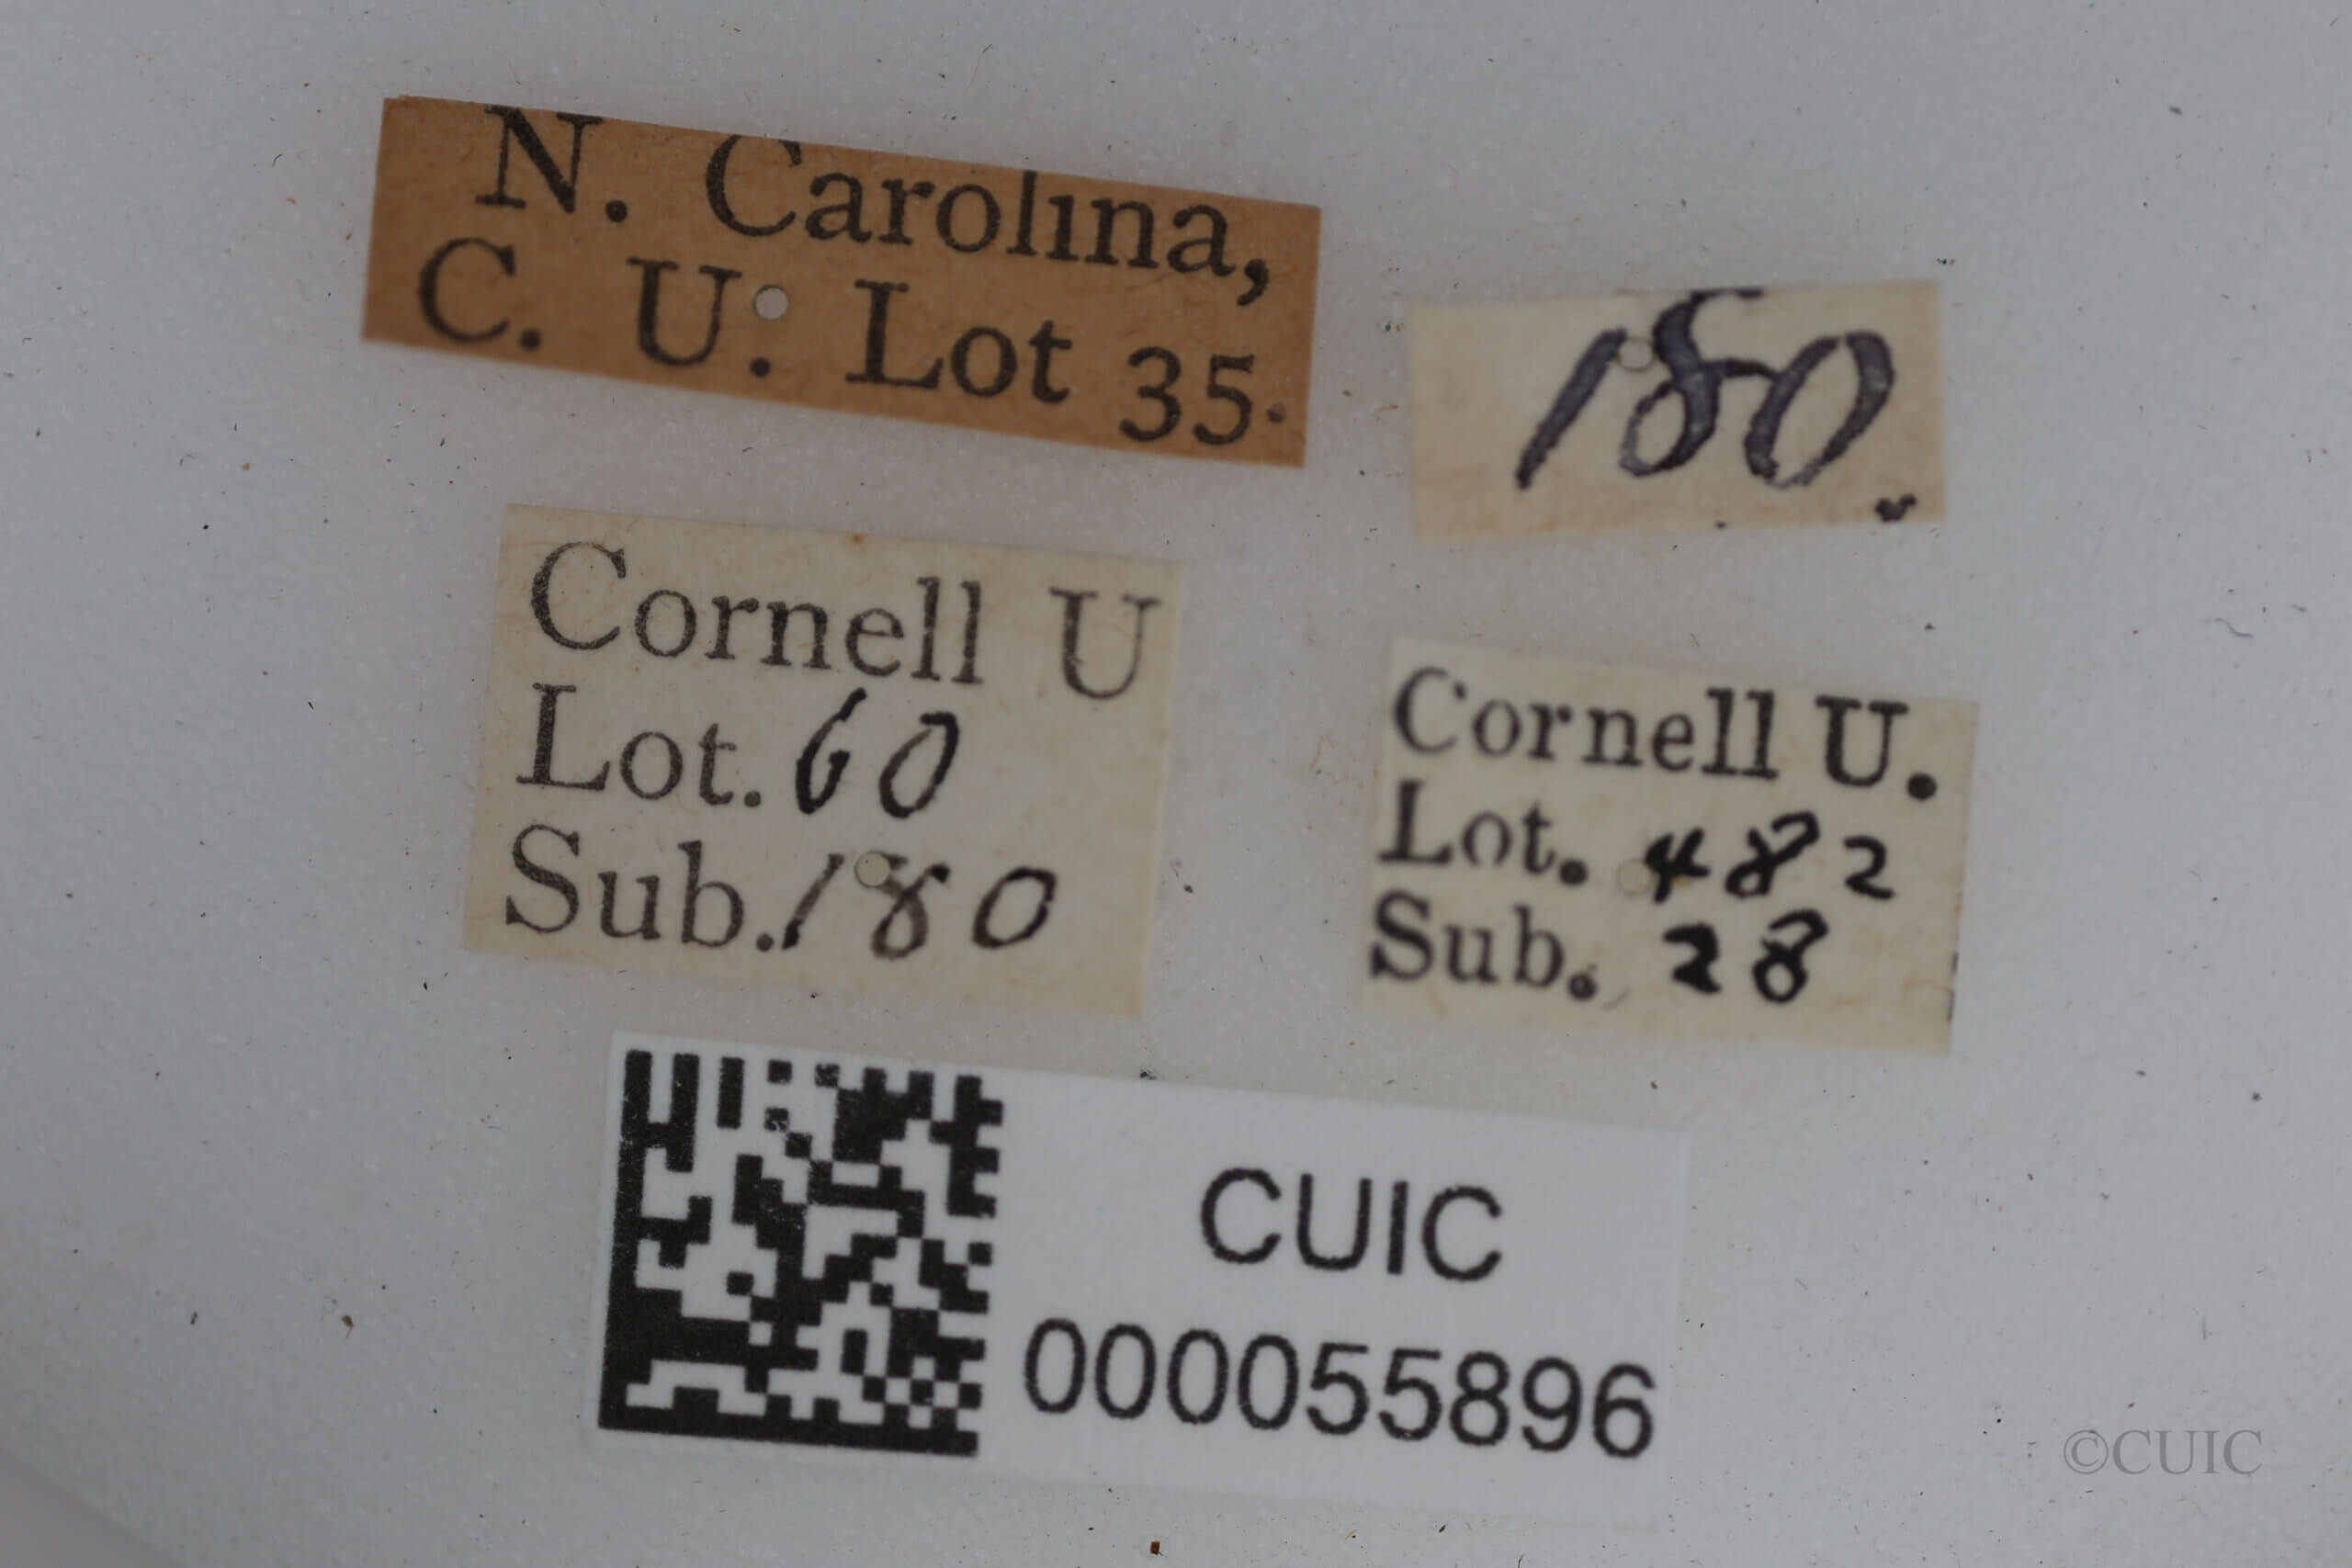 N. Carolina,
C. U. Lot 35.
180.
Cornell U
Lot. 60
Sub. 180
Cornell U.
Lot. 482
Sub. 28
CUIC
000055896
©CUIC